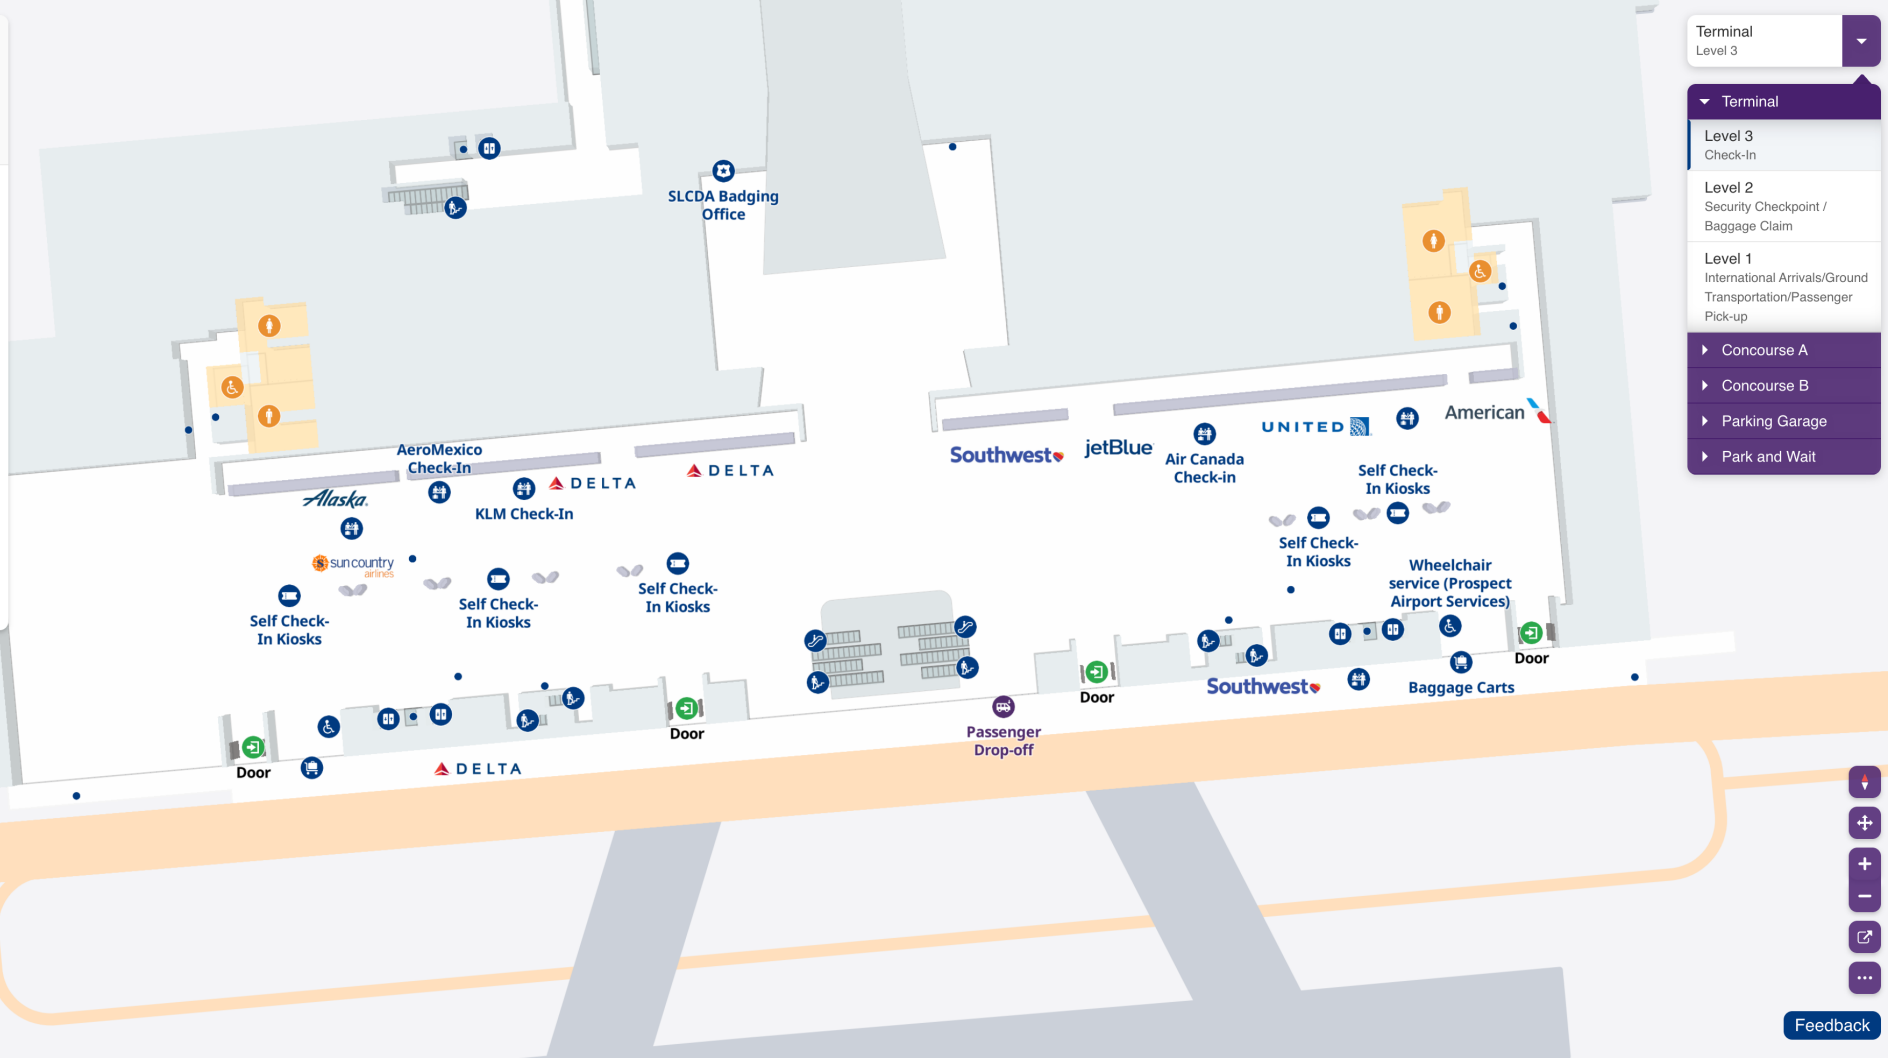 Terminal
Level 3
Terminal
Level 3
Check-In
Level 2
Security Checkpoint /
Baggage Claim
Level 1
International Arrivals/Ground
Transportation/Passenger
Pick-up
Concourse A
Concourse B
Parking Garage
Park and Wait
SLCDA Badging
Office
AeroMexico
Check-In
Alaska
DELTA
DELTA
KLM Check-In
sun country
airlines
Self Check-
In Kiosks
Self Check-
In Kiosks
Self Check-
In Kiosks
Southwest
jetBlue
Air Canada
Check-in
UNITED
American
Self Check-
In Kiosks
Self Check-
In Kiosks
Wheelchair
service (Prospect
Airport Services)
Door
Baggage Carts
Southwest
Door
Passenger
Drop-off
Door
Door
DELTA
Feedback